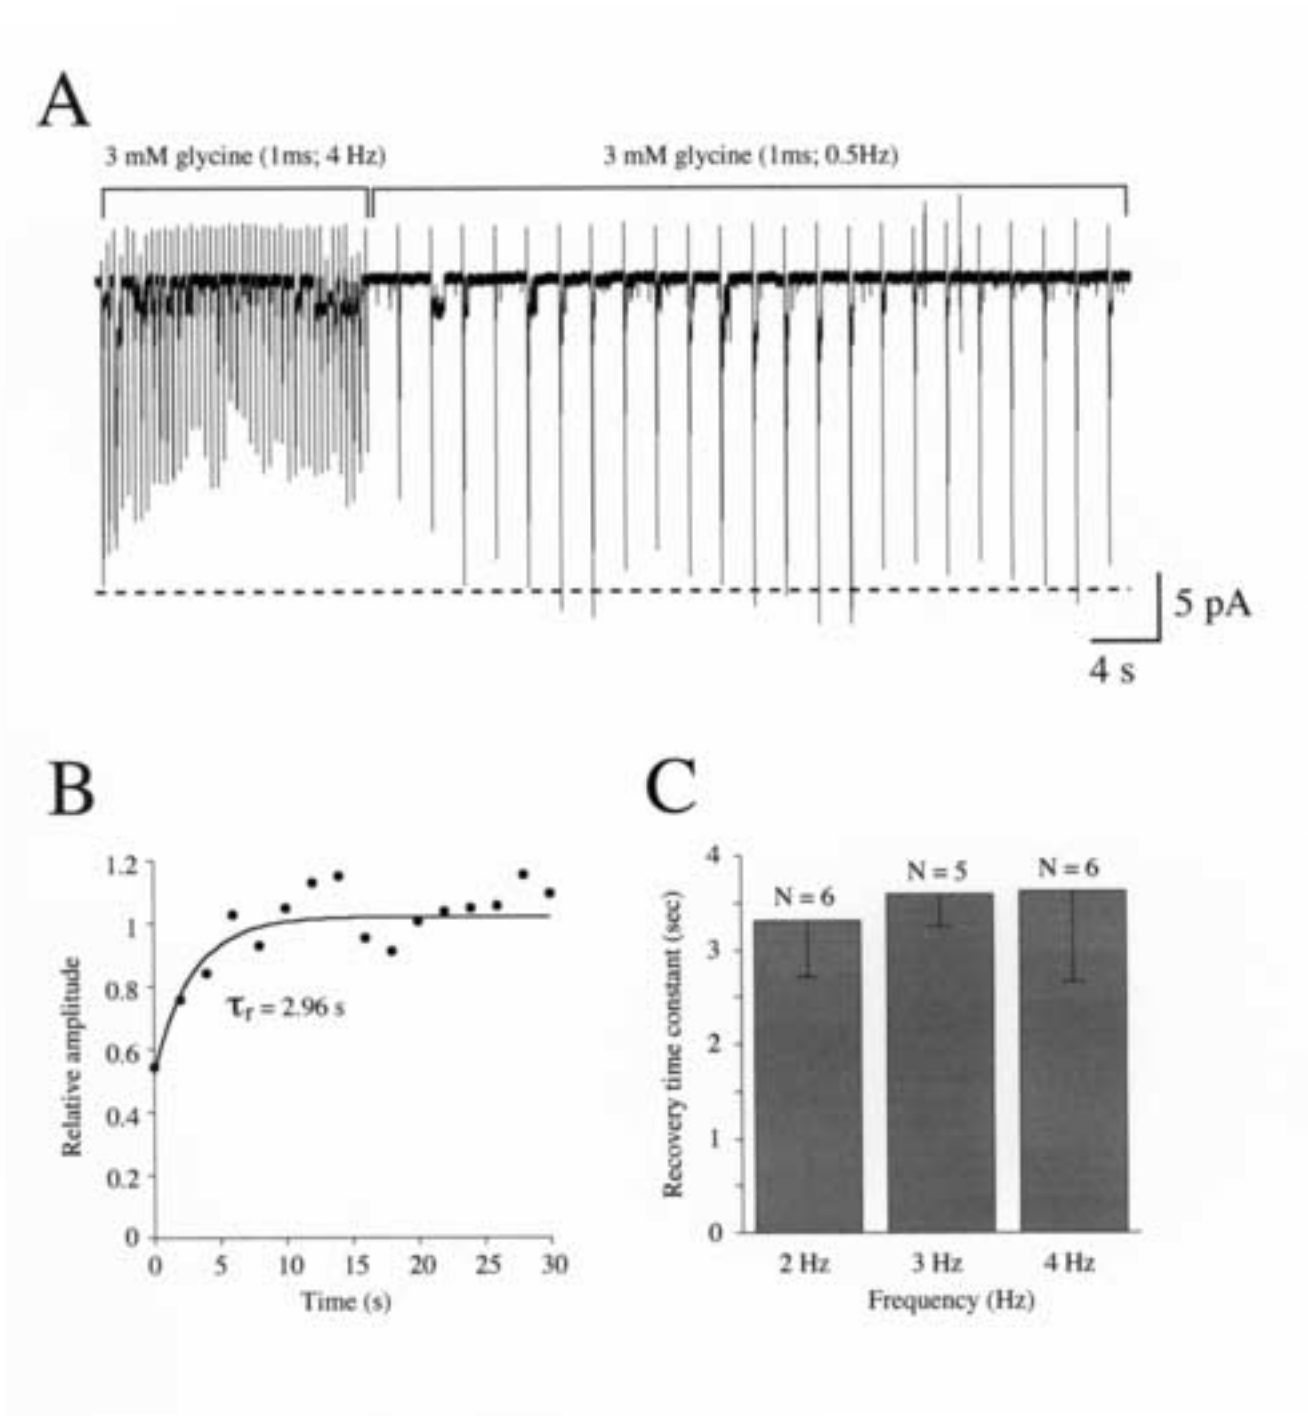 A
3 mM glycine (1ms; 4 Hz)
3 mM glycine (1ms; 0.5Hz)
5 pA
4 s
B
1.2
1
0.8
0.6
0.4
0.2
0
Relative amplitude
τr = 2.96 s
0 5 10 15 20 25 30
Time (s)
C
4
3
2
1
0
Recovery time constant (sec)
N = 6
N = 5
N = 6
2 Hz 3 Hz 4 Hz
Frequency (Hz)